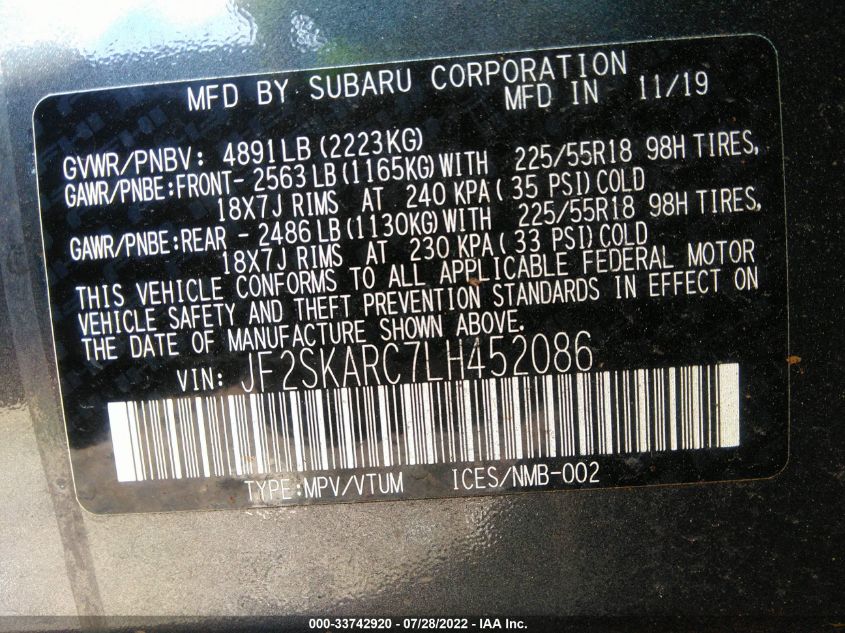 MFD BY SUBARU CORPORATION
MFD IN 11/19
GVWR/PNBV: 4891LB(2223KG)
GAWR/PNBE:FRONT-2563LB(1165KG)WITH 225/55R18 98H TIRES,
18X7J RIMS AT 240 KPA(35 PSI)COLD
GAWR/PNBE:REAR -2486LB(1130KG)WITH 225/55R18 98H TIRES,
18X7J RIMS AT 230 KPA(33 PSI)COLD
THIS VEHICLE CONFORMS TO ALL APPLICABLE FEDERAL MOTOR
VEHICLE SAFETY AND THEFT PREVENTION STANDARDS IN EFFECT ON
THE DATE OF MANUFACTURE SHOWN ABOVE.
VIN: JF2SKARC7LH452086
TYPE:MPV/VTUM ICES/NMB-002
000-33742920 - 07/28/2022 - IAA Inc.